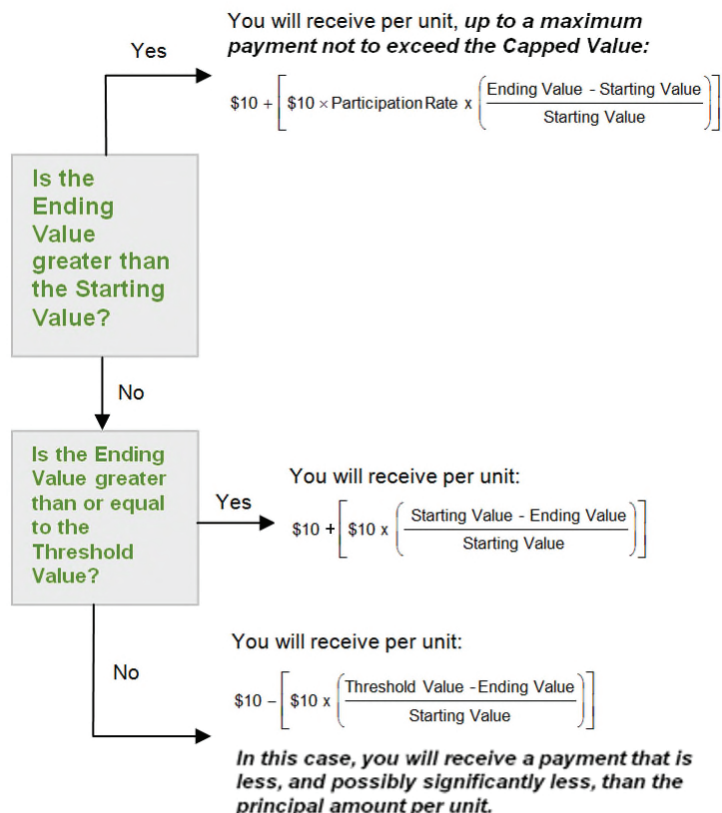 You will receive per unit, up to a maximum
payment not to exceed the Capped Value:
Yes
$10 + [ $10 × Participation Rate x ( Ending Value - Starting Value / Starting Value ) ]
Is the
Ending
Value
greater than
the Starting
Value?
No
Is the Ending
Value greater
than or equal
to the
Threshold
Value?
Yes
You will receive per unit:
$10 + [ $10 x ( Starting Value - Ending Value / Starting Value ) ]
No
You will receive per unit:
$10 – [ $10 x ( Threshold Value - Ending Value / Starting Value ) ]
In this case, you will receive a payment that is
less, and possibly significantly less, than the
principal amount per unit.